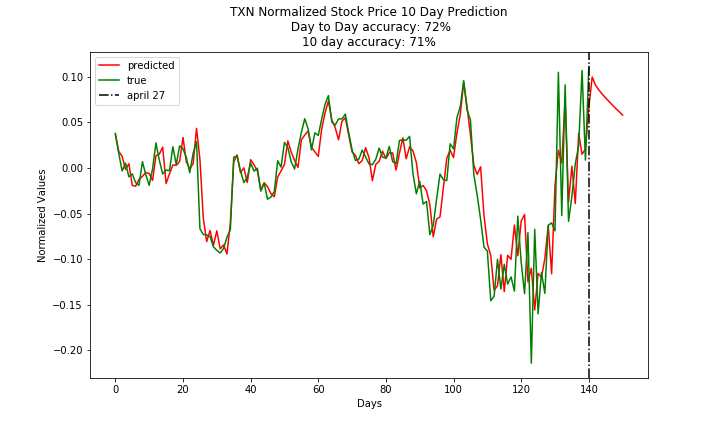 TXN Normalized Stock Price 10 Day Prediction
Day to Day accuracy: 72%
10 day accuracy: 71%
predicted
true
april 27
0.10
0.05
0.00
−0.05
−0.10
−0.15
−0.20
Normalized Values
0 20 40 60 80 100 120 140
Days